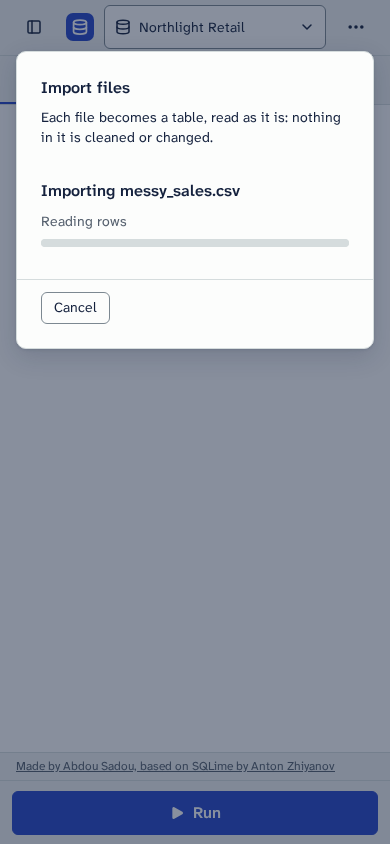 Northlight Retail
Import files
Each file becomes a table, read as it is: nothing
in it is cleaned or changed.
Importing messy_sales.csv
Reading rows
Cancel
Made by Abdou Sadou, based on SQLime by Anton Zhiyanov
Run